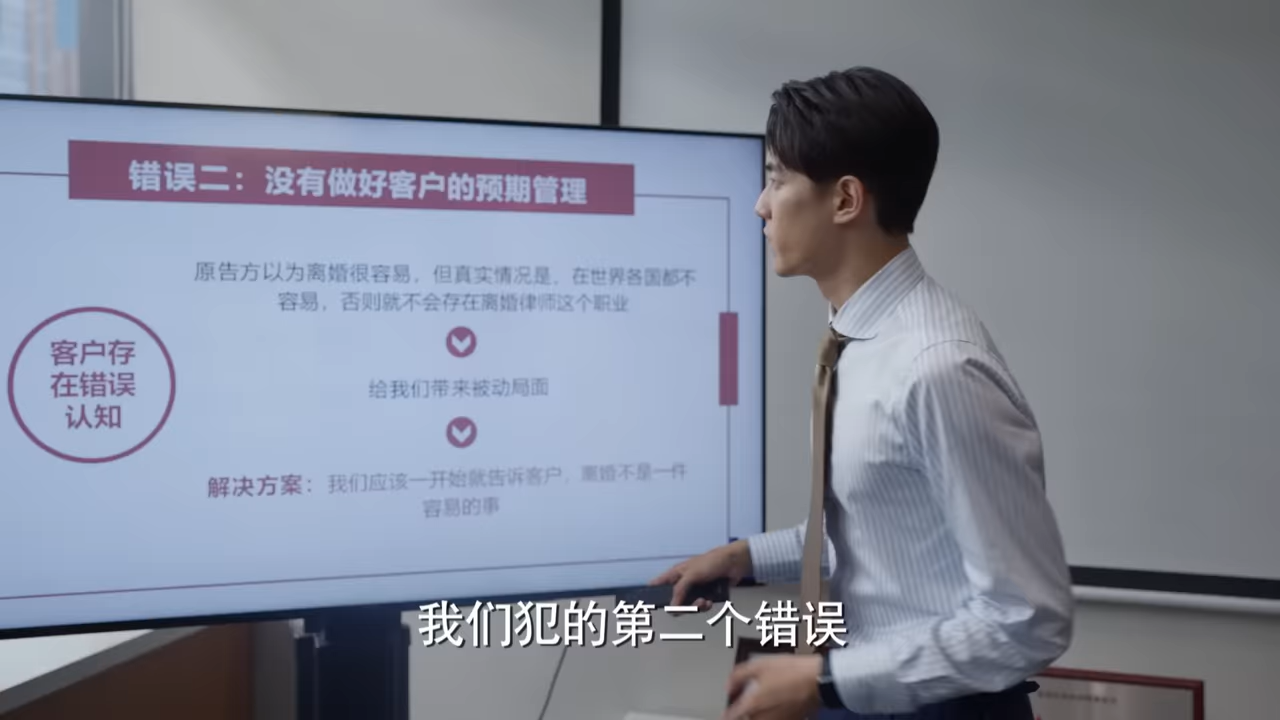 错误二：没有做好客户的预期管理
原告方以为离婚很容易，但真实情况是，在世界各国都不
容易，否则就不会存在离婚律师这个职业
客户存
在错误
认知
给我们带来被动局面
解决方案：我们应该一开始就告诉客户，离婚不是一件
容易的事
我们犯的第二个错误